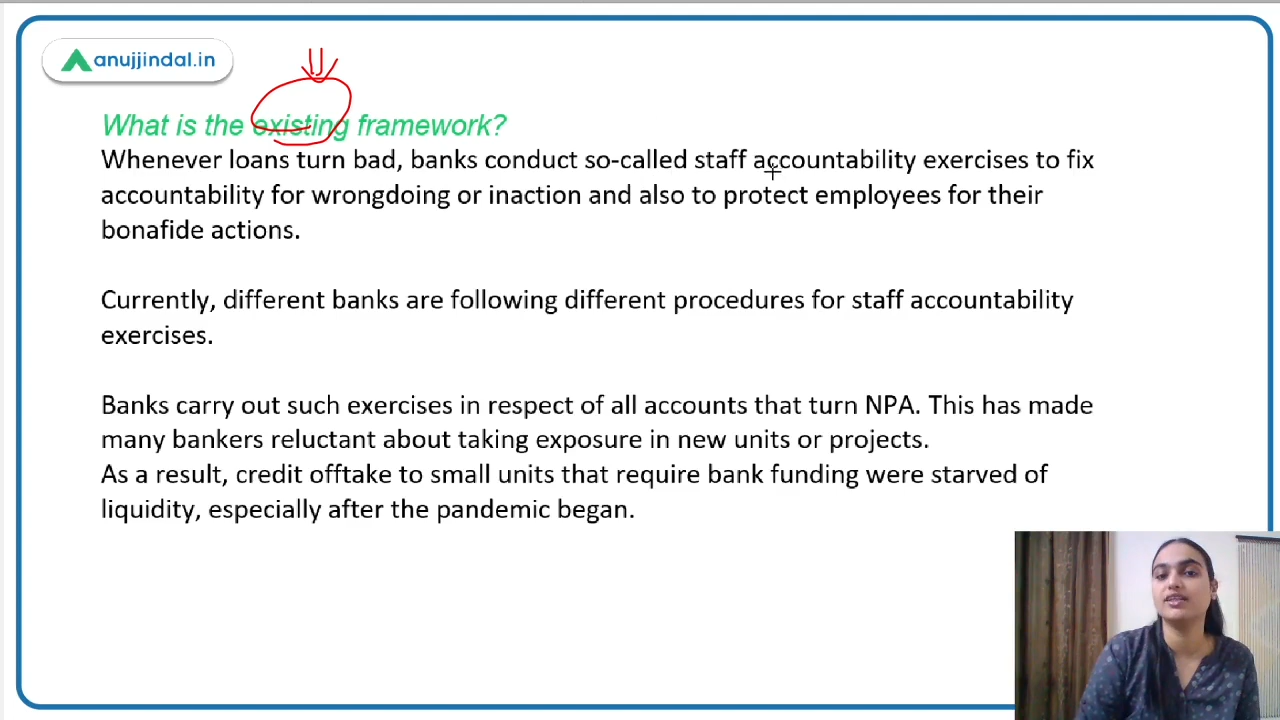 anujjindal.in
What is the existing framework?
Whenever loans turn bad, banks conduct so-called staff accountability exercises to fix
accountability for wrongdoing or inaction and also to protect employees for their
bonafide actions.
Currently, different banks are following different procedures for staff accountability
exercises.
Banks carry out such exercises in respect of all accounts that turn NPA. This has made
many bankers reluctant about taking exposure in new units or projects.
As a result, credit offtake to small units that require bank funding were starved of
liquidity, especially after the pandemic began.